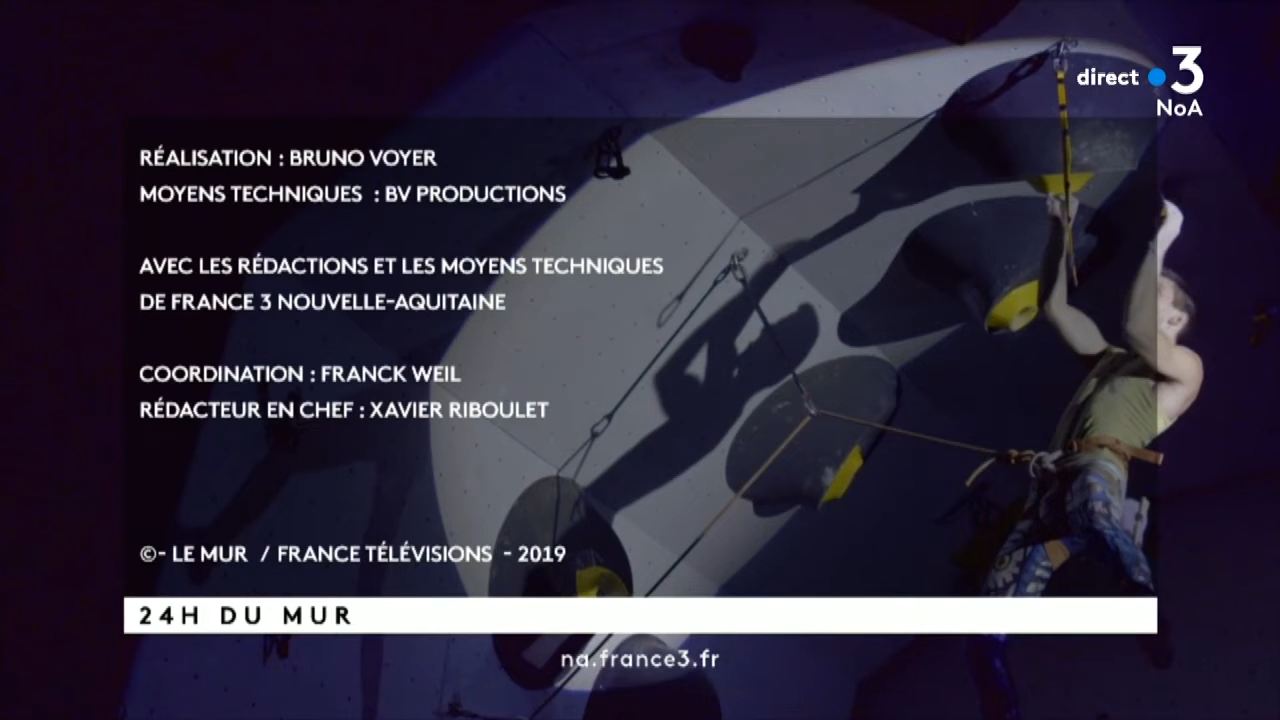 direct 3
NoA
RÉALISATION : BRUNO VOYER
MOYENS TECHNIQUES : BV PRODUCTIONS
AVEC LES RÉDACTIONS ET LES MOYENS TECHNIQUES
DE FRANCE 3 NOUVELLE-AQUITAINE
COORDINATION : FRANCK WEIL
RÉDACTEUR EN CHEF : XAVIER RIBOULET
©- LE MUR / FRANCE TÉLÉVISIONS - 2019
24H DU MUR
na.france3.fr